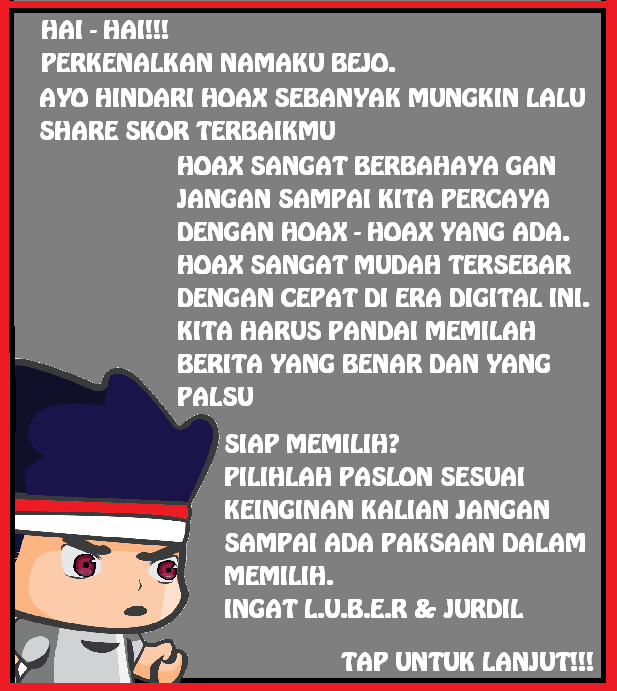 HAI - HAI!!!
PERKENALKAN NAMAKU BEJO.
AYO HINDARI HOAX SEBANYAK MUNGKIN LALU
SHARE SKOR TERBAIKMU
HOAX SANGAT BERBAHAYA GAN
JANGAN SAMPAI KITA PERCAYA
DENGAN HOAX - HOAX YANG ADA.
HOAX SANGAT MUDAH TERSEBAR
DENGAN CEPAT DI ERA DIGITAL INI.
KITA HARUS PANDAI MEMILAH
BERITA YANG BENAR DAN YANG
PALSU
SIAP MEMILIH?
PILIHLAH PASLON SESUAI
KEINGINAN KALIAN JANGAN
SAMPAI ADA PAKSAAN DALAM
MEMILIH.
INGAT L.U.B.E.R & JURDIL
TAP UNTUK LANJUT!!!